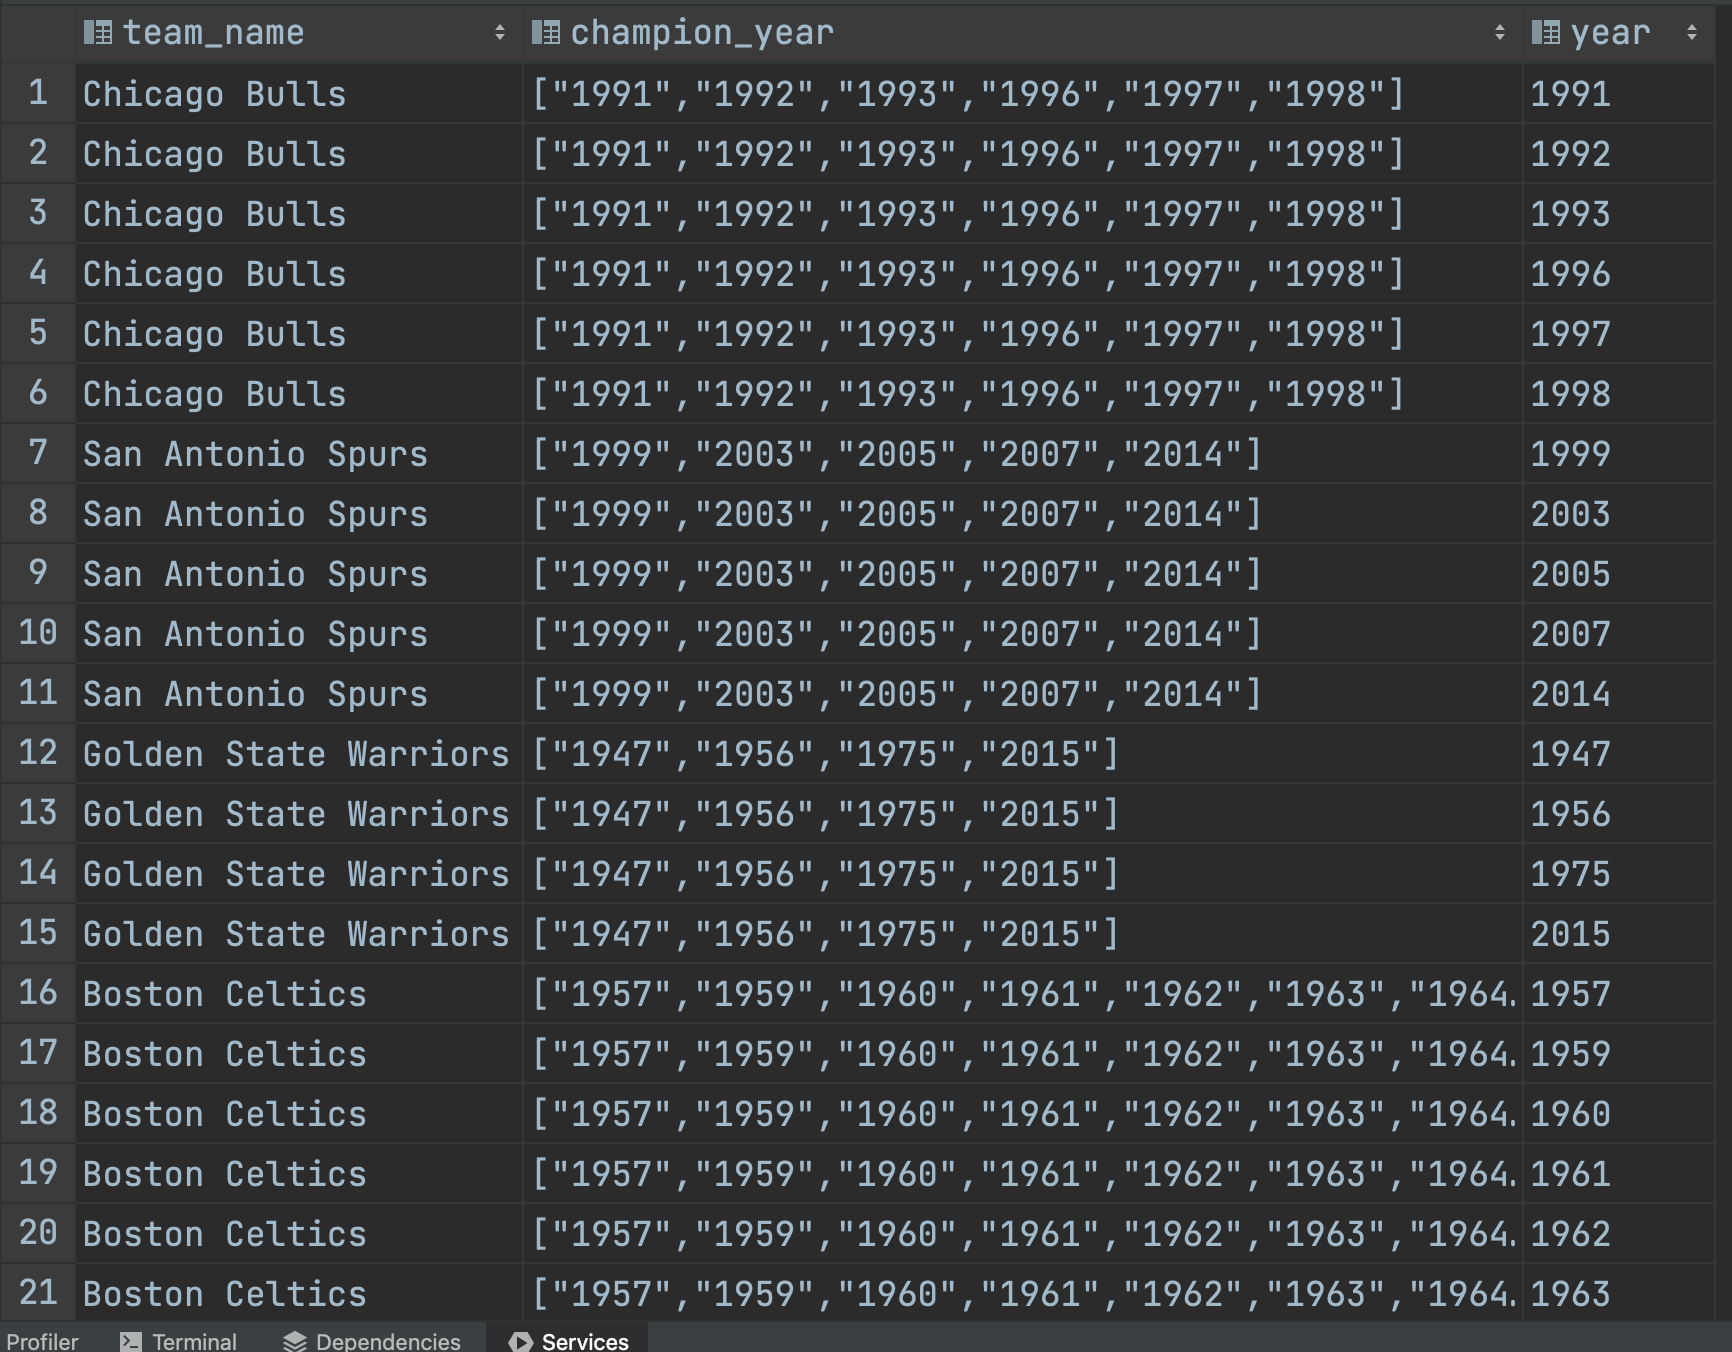 team_name champion_year year
1 Chicago Bulls ["1991","1992","1993","1996","1997","1998"] 1991
2 Chicago Bulls ["1991","1992","1993","1996","1997","1998"] 1992
3 Chicago Bulls ["1991","1992","1993","1996","1997","1998"] 1993
4 Chicago Bulls ["1991","1992","1993","1996","1997","1998"] 1996
5 Chicago Bulls ["1991","1992","1993","1996","1997","1998"] 1997
6 Chicago Bulls ["1991","1992","1993","1996","1997","1998"] 1998
7 San Antonio Spurs ["1999","2003","2005","2007","2014"] 1999
8 San Antonio Spurs ["1999","2003","2005","2007","2014"] 2003
9 San Antonio Spurs ["1999","2003","2005","2007","2014"] 2005
10 San Antonio Spurs ["1999","2003","2005","2007","2014"] 2007
11 San Antonio Spurs ["1999","2003","2005","2007","2014"] 2014
12 Golden State Warriors ["1947","1956","1975","2015"] 1947
13 Golden State Warriors ["1947","1956","1975","2015"] 1956
14 Golden State Warriors ["1947","1956","1975","2015"] 1975
15 Golden State Warriors ["1947","1956","1975","2015"] 2015
16 Boston Celtics ["1957","1959","1960","1961","1962","1963","1964. 1957
17 Boston Celtics ["1957","1959","1960","1961","1962","1963","1964. 1959
18 Boston Celtics ["1957","1959","1960","1961","1962","1963","1964. 1960
19 Boston Celtics ["1957","1959","1960","1961","1962","1963","1964. 1961
20 Boston Celtics ["1957","1959","1960","1961","1962","1963","1964. 1962
21 Boston Celtics ["1957","1959","1960","1961","1962","1963","1964. 1963
Profiler Terminal Dependencies Services